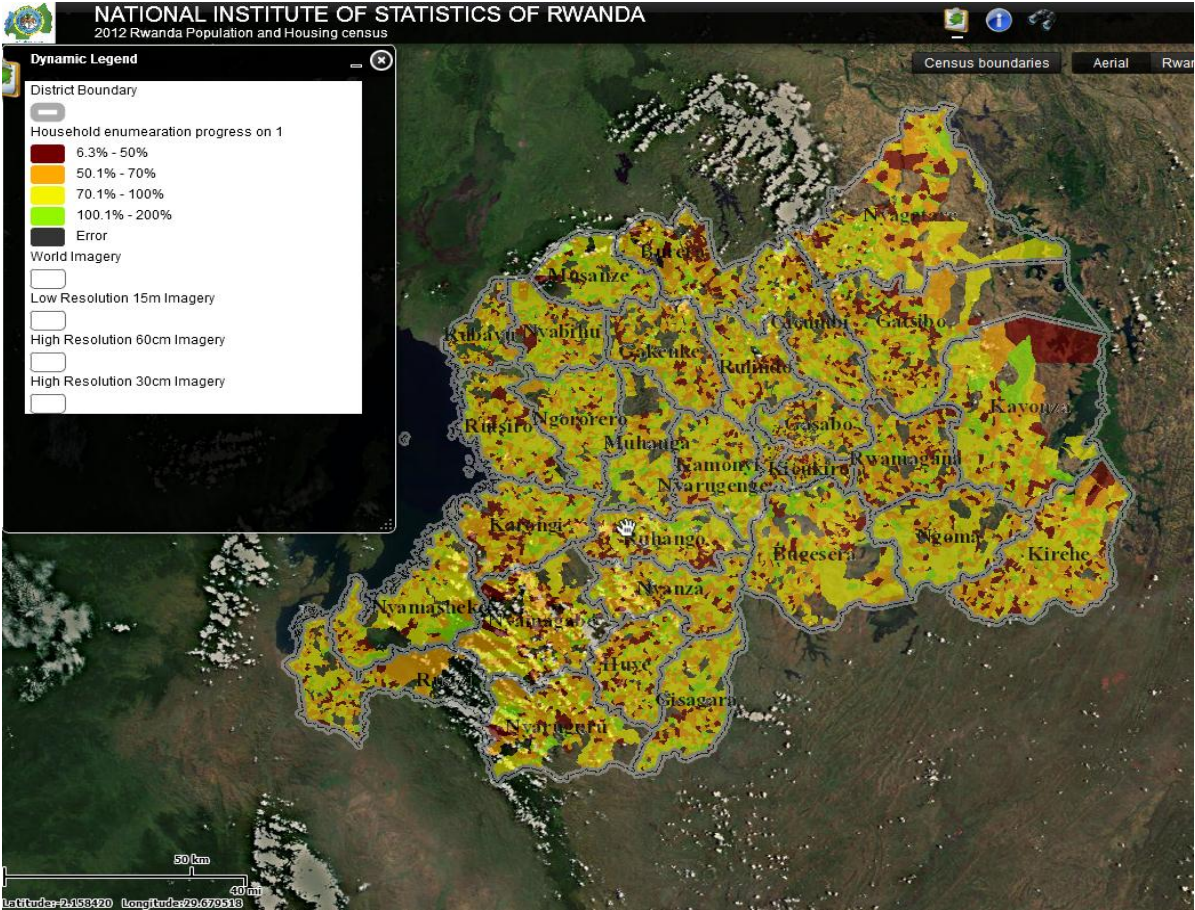 NATIONAL INSTITUTE OF STATISTICS OF RWANDA
2012 Rwanda Population and Housing census
Dynamic Legend
Census boundaries
Aerial
District Boundary
Household enumearation progress on 1
6.3% - 50%
50.1% - 70%
70.1% - 100%
100.1% - 200%
Error
World Imagery
Low Resolution 15m Imagery
High Resolution 60cm Imagery
High Resolution 30cm Imagery
Nyagatare
Burera
Musanze
Rubavu
Nyabihu
Gicumbi
Gatsibo
Gakenke
Rulindo
Kayonza
Rutsiro
Ngororero
Gasabo
Muhanga
Kamonyi
Kicukiro
Rwamagana
Nyarugenge
Karongi
Ruhango
Bugesera
Ngoma
Kirehe
Nyanza
Nyamasheke
Nyamagabe
Huye
Gisagara
Nyaruguru
50 km
40 mi
Latitude:-2.158420 Longitude:29.679518